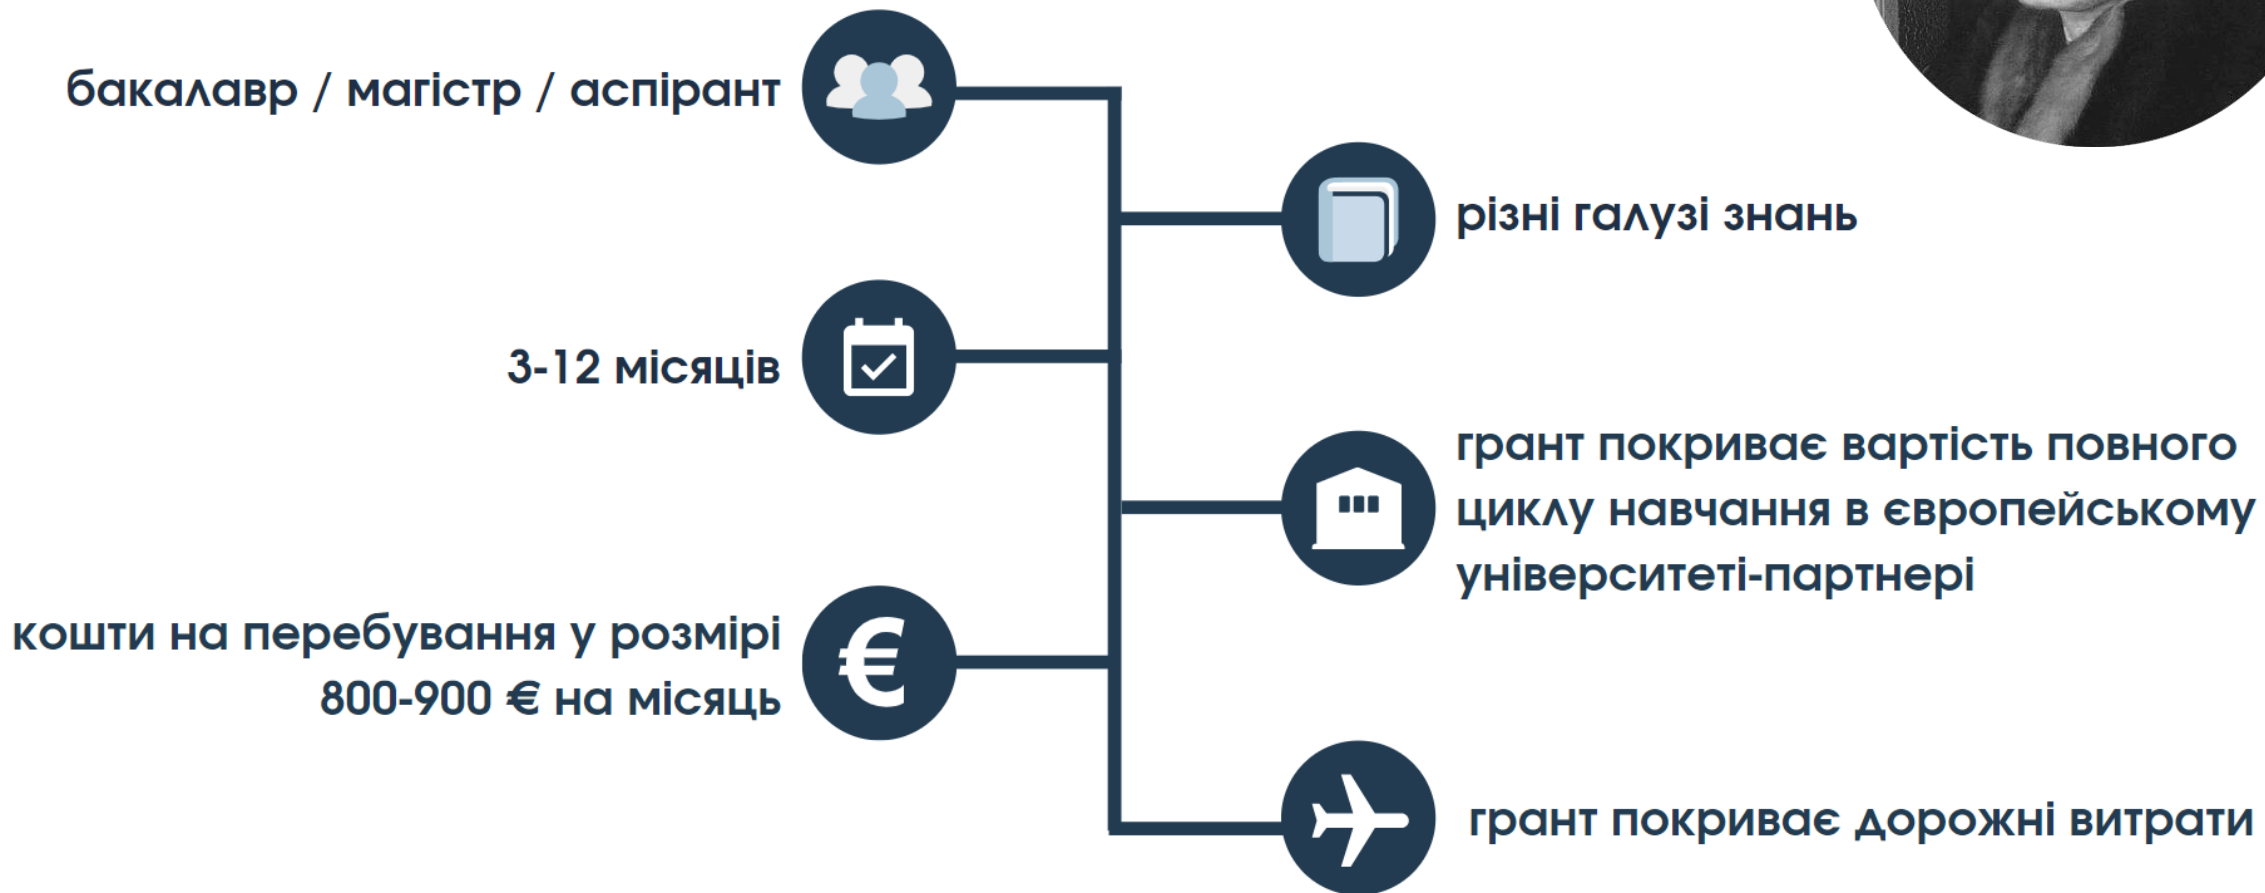 бакалавр / магістр / аспірант
різні галузі знань
3-12 місяців
грант покриває вартість повного
циклу навчання в європейському
університеті-партнері
кошти на перебування у розмірі
800-900 € на місяць
€
грант покриває дорожні витрати